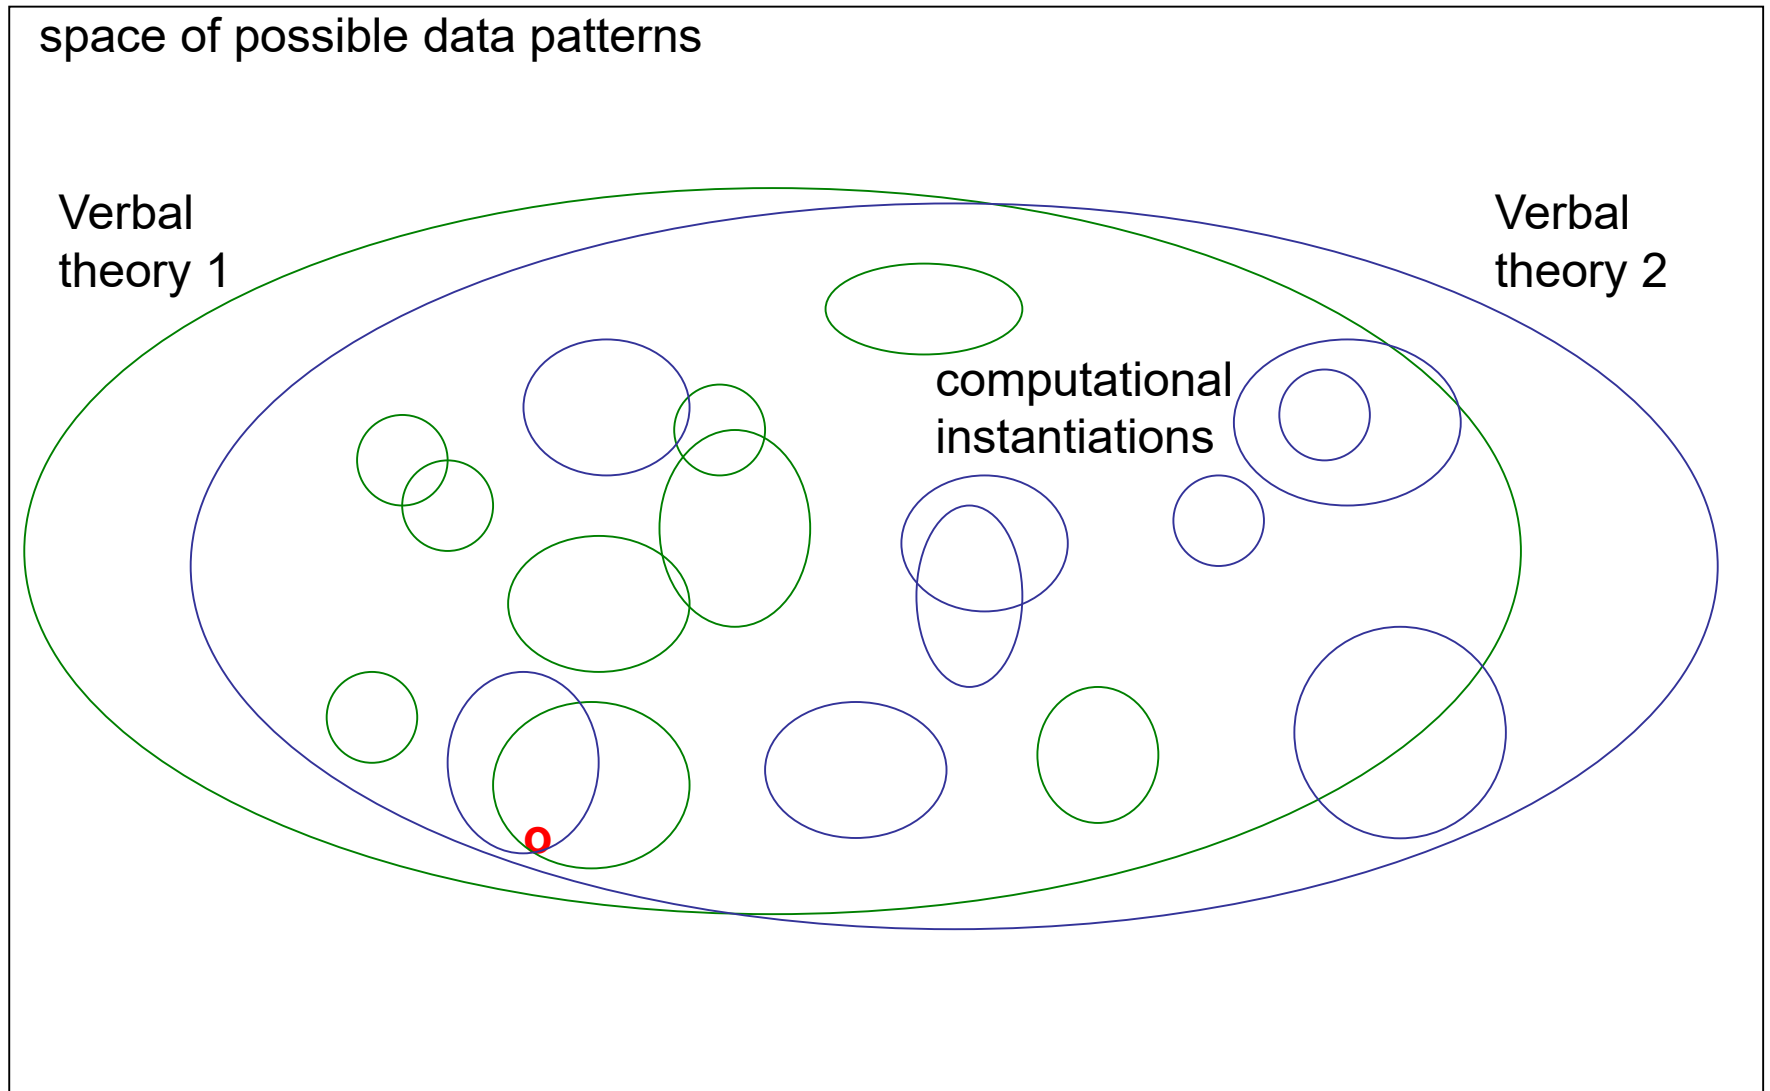 space of possible data patterns
Verbal
theory 1
Verbal
theory 2
computational
instantiations
o